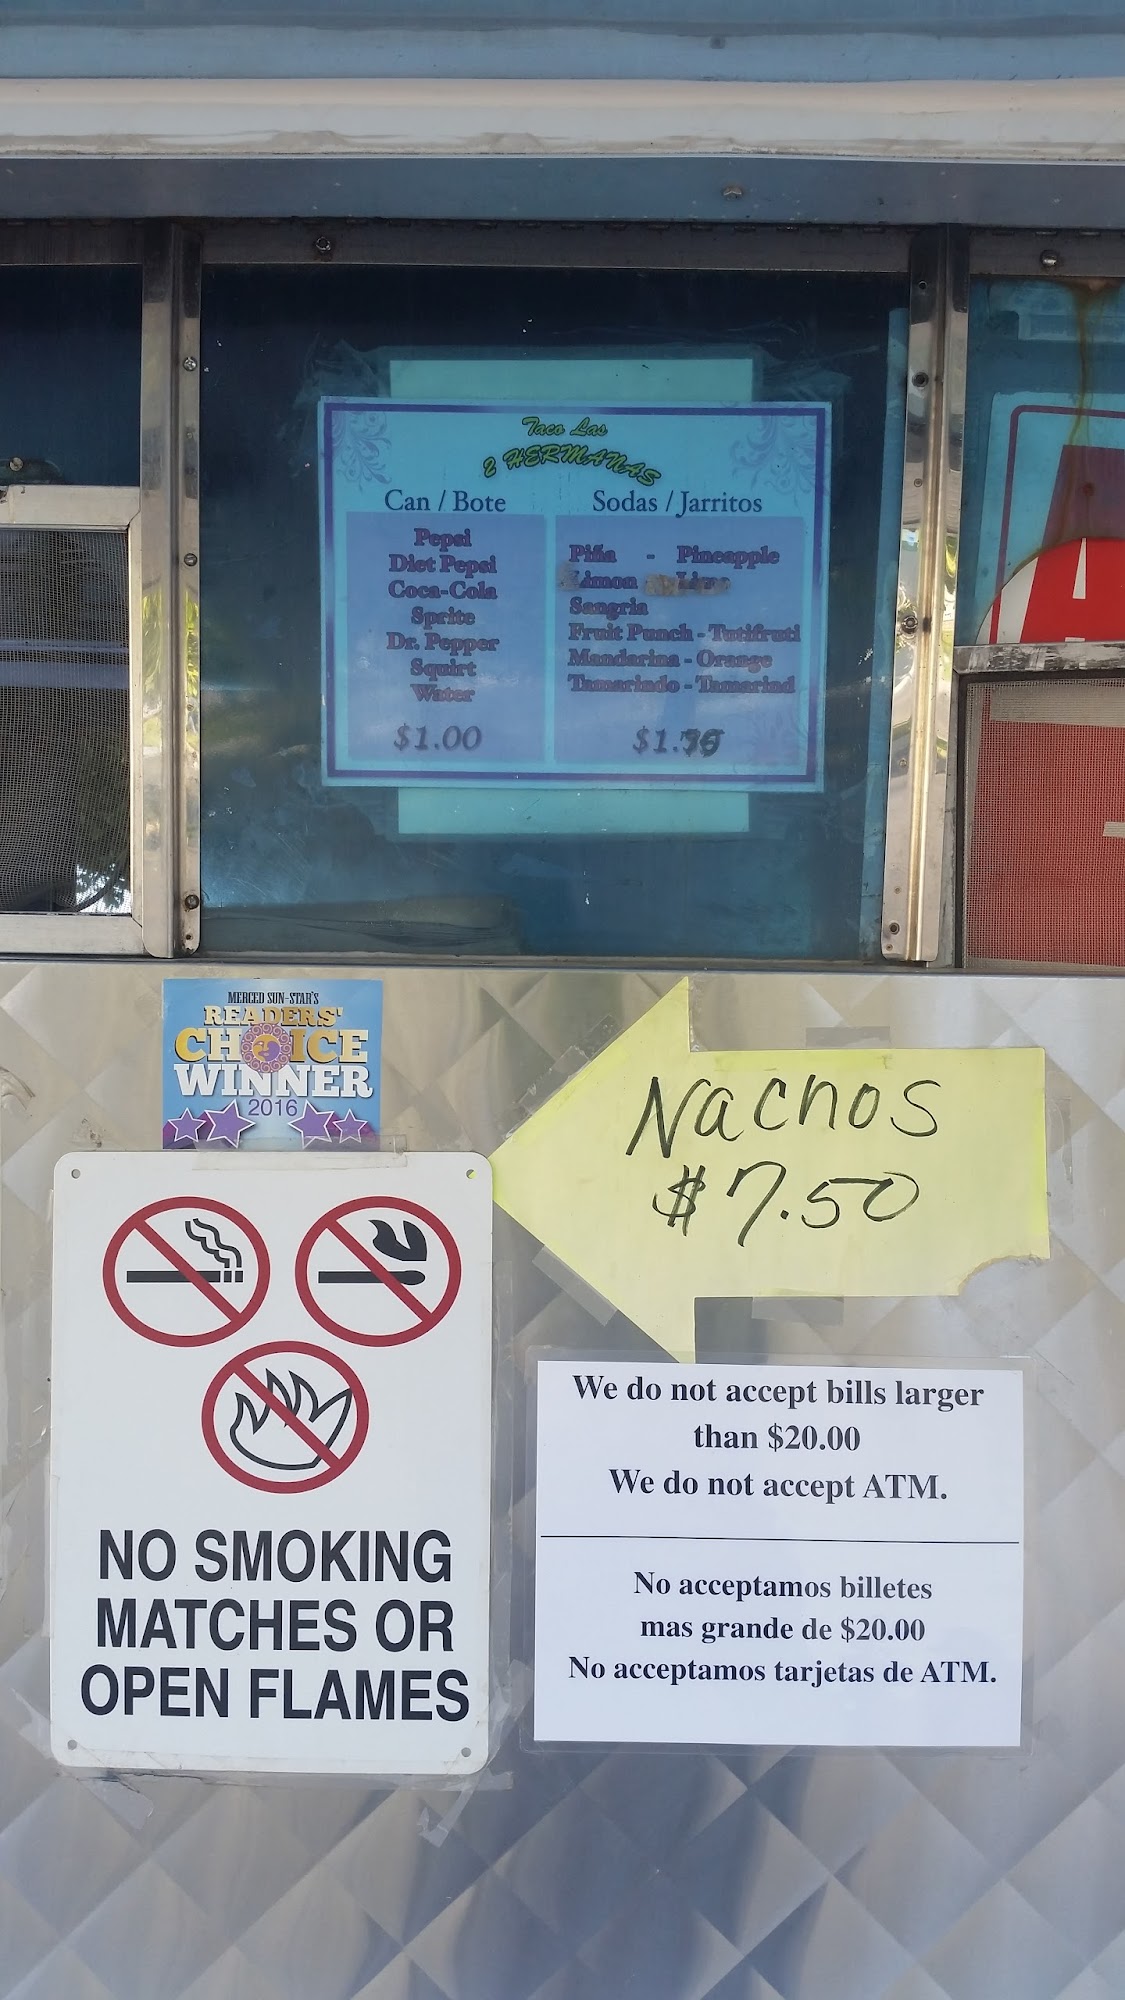 Taco Las
2 HERMANAS
Can / Bote
Pepsi
Diet Pepsi
Coca-Cola
Sprite
Dr. Pepper
Squirt
Water
$1.00
Sodas / Jarritos
Piña - Pineapple
Limon
Sangria
Fruit Punch - Tutifruti
Mandarina - Orange
Tamarindo - Tamarind
A
MERCED SUN-STAR'S
READERS'
CHOICE
WINNER
2016
Nachos
$7.50
NO SMOKING
MATCHES OR
OPEN FLAMES
We do not accept bills larger
than $20.00
We do not accept ATM.
No acceptamos billetes
mas grande de $20.00
No acceptamos tarjetas de ATM.